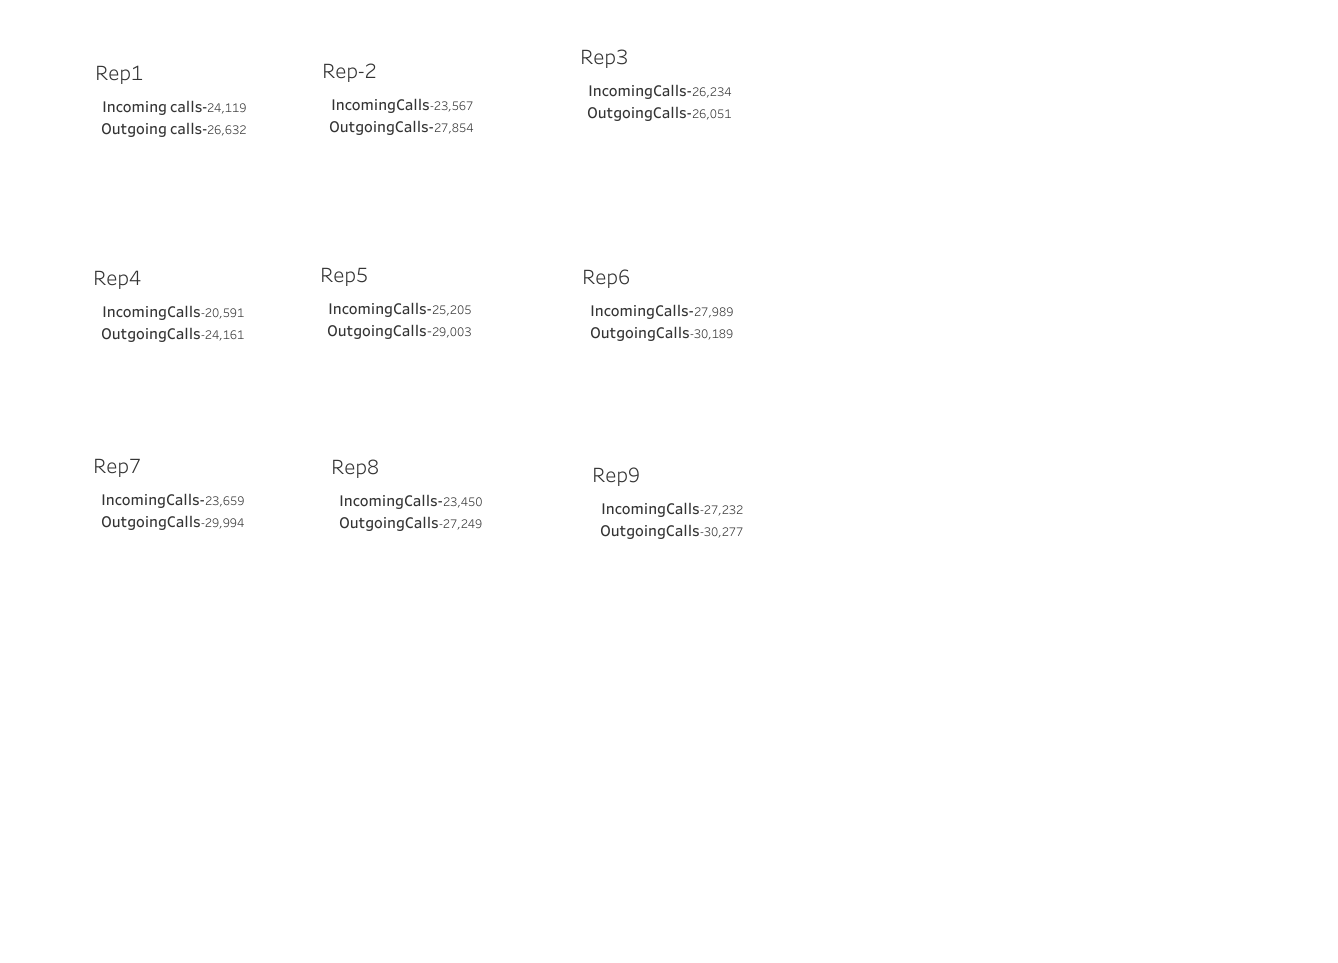 Rep1
Incoming calls-24,119
Outgoing calls-26,632
Rep-2
IncomingCalls-23,567
OutgoingCalls-27,854
Rep3
IncomingCalls-26,234
OutgoingCalls-26,051
Rep4
IncomingCalls-20,591
OutgoingCalls-24,161
Rep5
IncomingCalls-25,205
OutgoingCalls-29,003
Rep6
IncomingCalls-27,989
OutgoingCalls-30,189
Rep7
IncomingCalls-23,659
OutgoingCalls-29,994
Rep8
IncomingCalls-23,450
OutgoingCalls-27,249
Rep9
IncomingCalls-27,232
OutgoingCalls-30,277